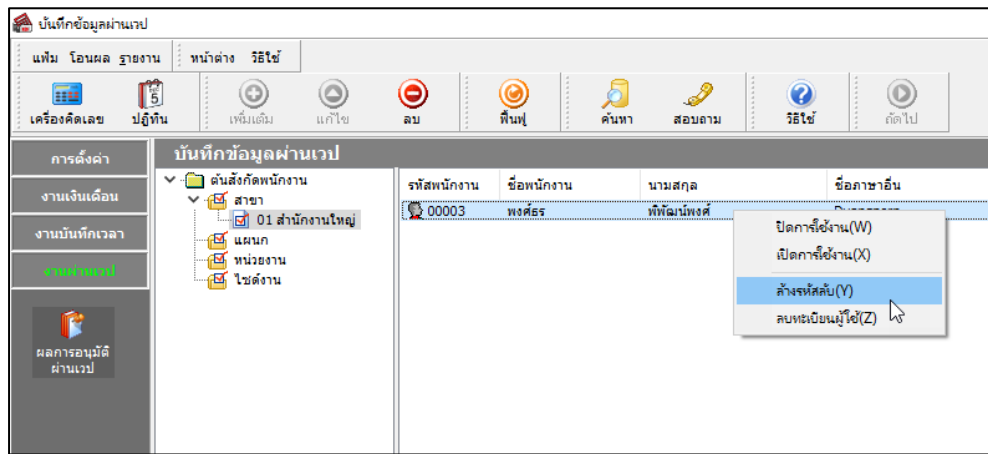 บันทึกข้อมูลผ่านเวป
แฟ้ม โอนผล รายงาน หน้าต่าง วิธีใช้
5
เครื่องคิดเลข ปฏิทิน เพิ่มเติม แก้ไข ลบ ฟื้นฟู ค้นหา สอบถาม วิธีใช้ ถัดไป
การตั้งค่า
งานเงินเดือน
งานบันทึกเวลา
งานผ่านเวป
ผลการอนุมัติ
ผ่านเวป
บันทึกข้อมูลผ่านเวป
ต้นสังกัดพนักงาน
สาขา
01 สำนักงานใหญ่
แผนก
หน่วยงาน
ไซด์งาน
รหัสพนักงาน ชื่อพนักงาน นามสกุล ชื่อภาษาอื่น
00003 พงศ์ธร พิพัฒน์พงศ์
ปิดการใช้งาน(W)
เปิดการใช้งาน(X)
ล้างรหัสลับ(Y)
ลบทะเบียนผู้ใช้(Z)